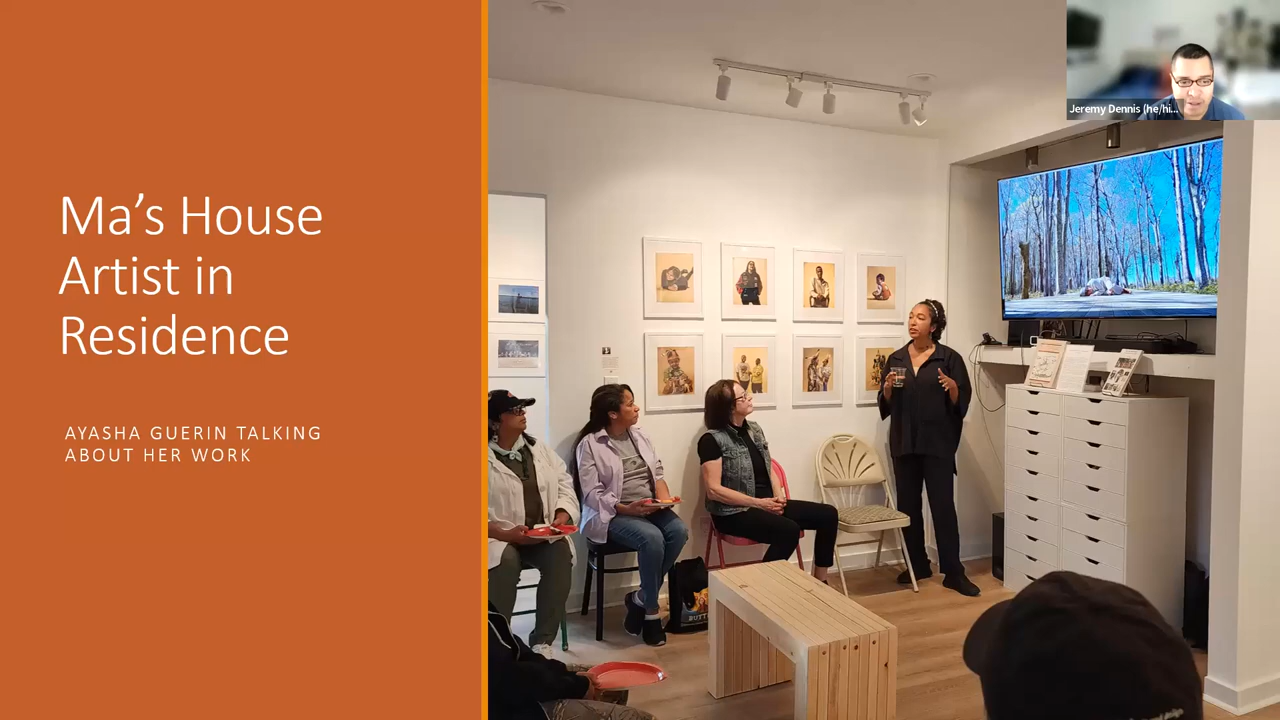 Ma's House
Artist in
Residence
AYASHA GUERIN TALKING
ABOUT HER WORK
Jeremy Dennis (he/hi...